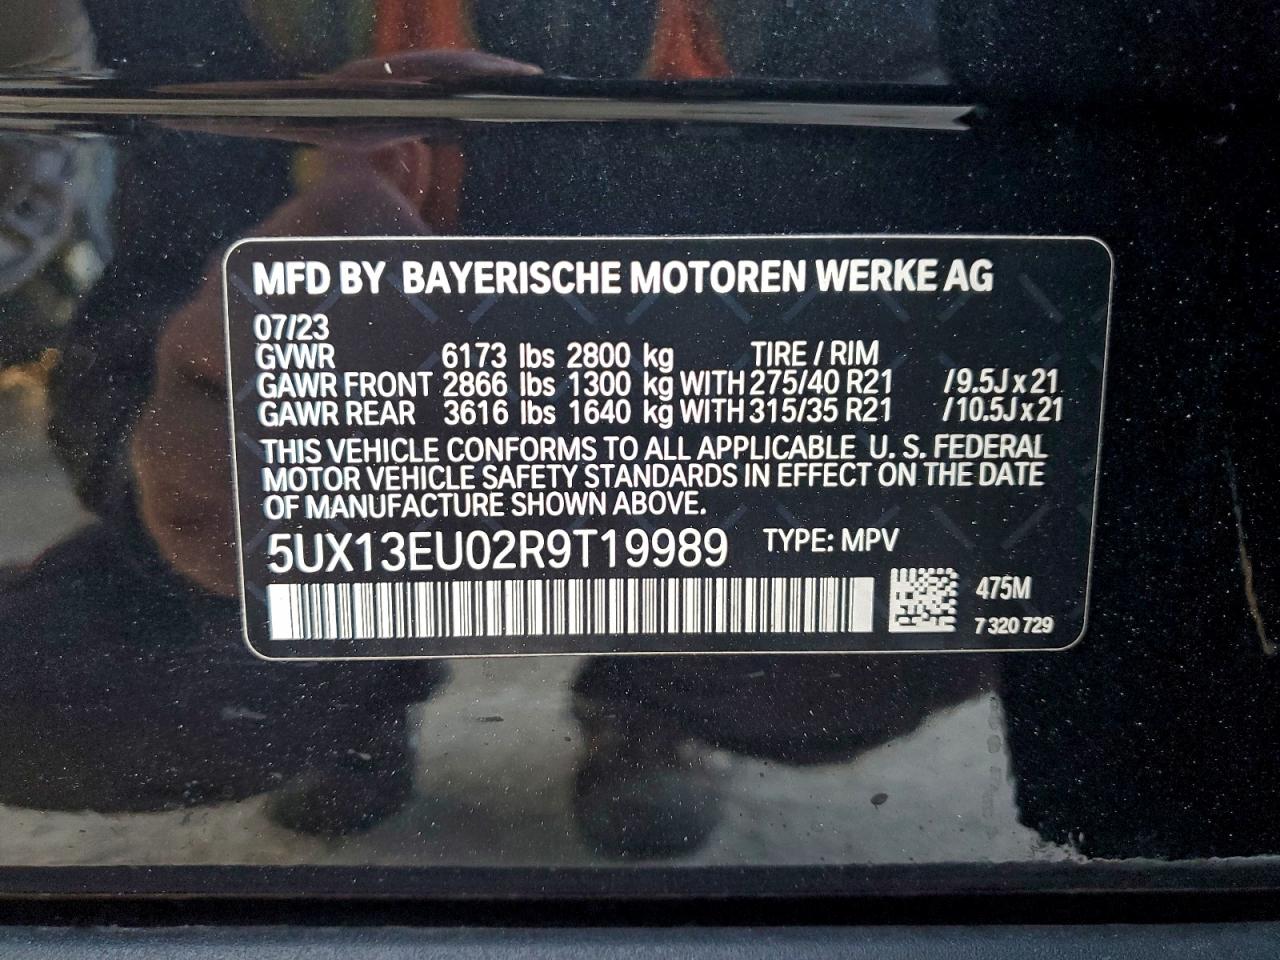 MFD BY BAYERISCHE MOTOREN WERKE AG
07/23
GVWR 6173 lbs 2800 kg TIRE / RIM
GAWR FRONT 2866 lbs 1300 kg WITH 275/40 R21 /9.5J x 21
GAWR REAR 3616 lbs 1640 kg WITH 315/35 R21 /10.5J x 21
THIS VEHICLE CONFORMS TO ALL APPLICABLE U. S. FEDERAL
MOTOR VEHICLE SAFETY STANDARDS IN EFFECT ON THE DATE
OF MANUFACTURE SHOWN ABOVE.
5UX13EU02R9T19989 TYPE: MPV
475M
7 320 729